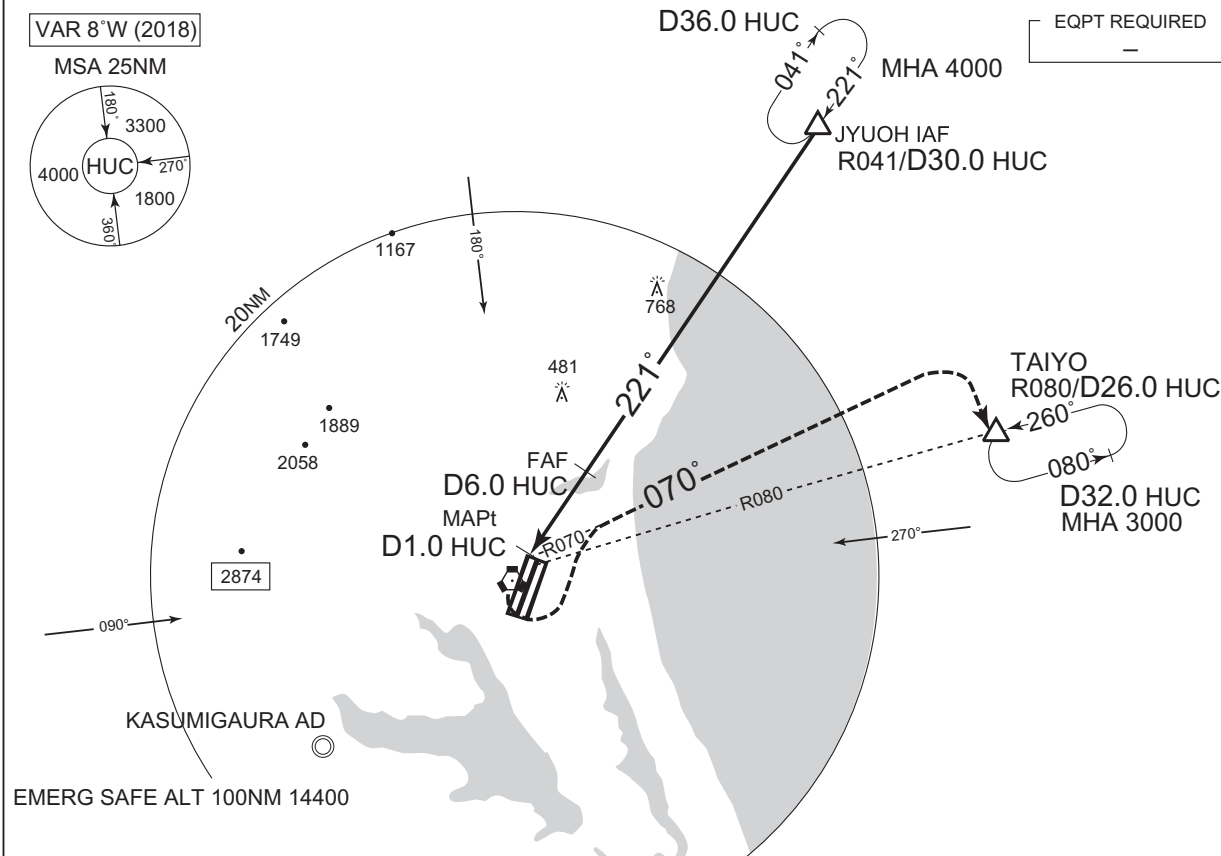 VAR 8°W (2018)
MSA 25NM
180°
3300
HUC
4000
270°
1800
360°
D36.0 HUC
041°
221°
MHA 4000
EQPT REQUIRED
–
JYUOH IAF
R041/D30.0 HUC
1167
180°
20NM
768
1749
481
221°
TAIYO
R080/D26.0 HUC
1889
260°
2058
FAF
D6.0 HUC
070°
080°
R080
D32.0 HUC
MHA 3000
MAPt
D1.0 HUC
R070
270°
2874
090°
KASUMIGAURA AD
EMERG SAFE ALT 100NM 14400